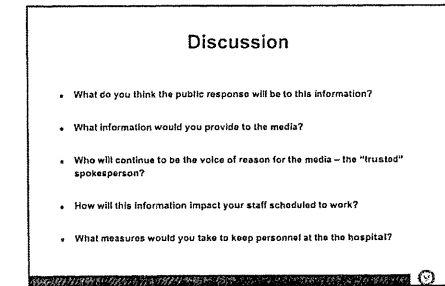 Discussion
• What do you think the public response will be to this information?
• What information would you provide to the media?
• Who will continue to be the voice of reason for the media – the "trusted"
spokesperson?
• How will this information impact your staff scheduled to work?
• What measures would you take to keep personnel at the the hospital?